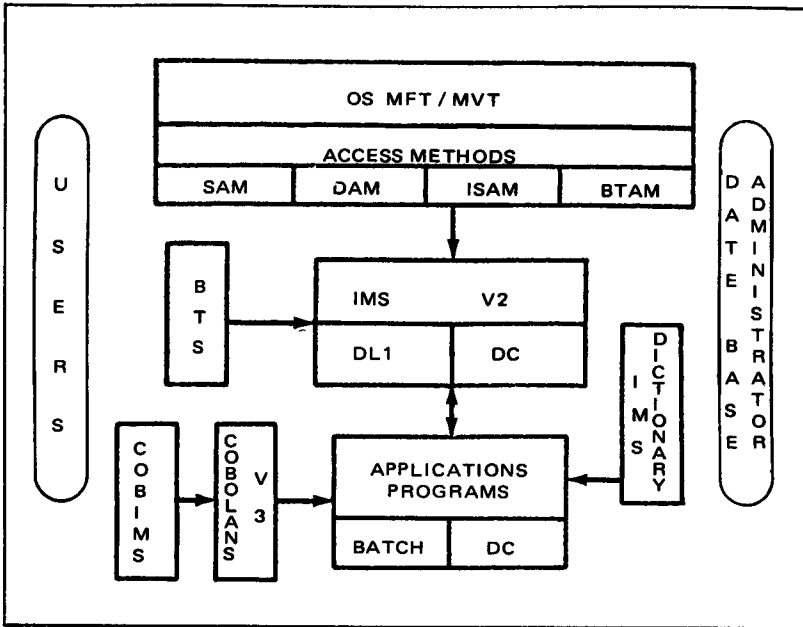 OS MFT / MVT
ACCESS METHODS
SAM DAM ISAM BTAM
USERS
DATE BASE
ADMINISTRATOR
BTS
IMS V2
DL1 DC
IMS
DICTIONARY
COBIMS
COBOLANS
V3
APPLICATIONS
PROGRAMS
BATCH DC